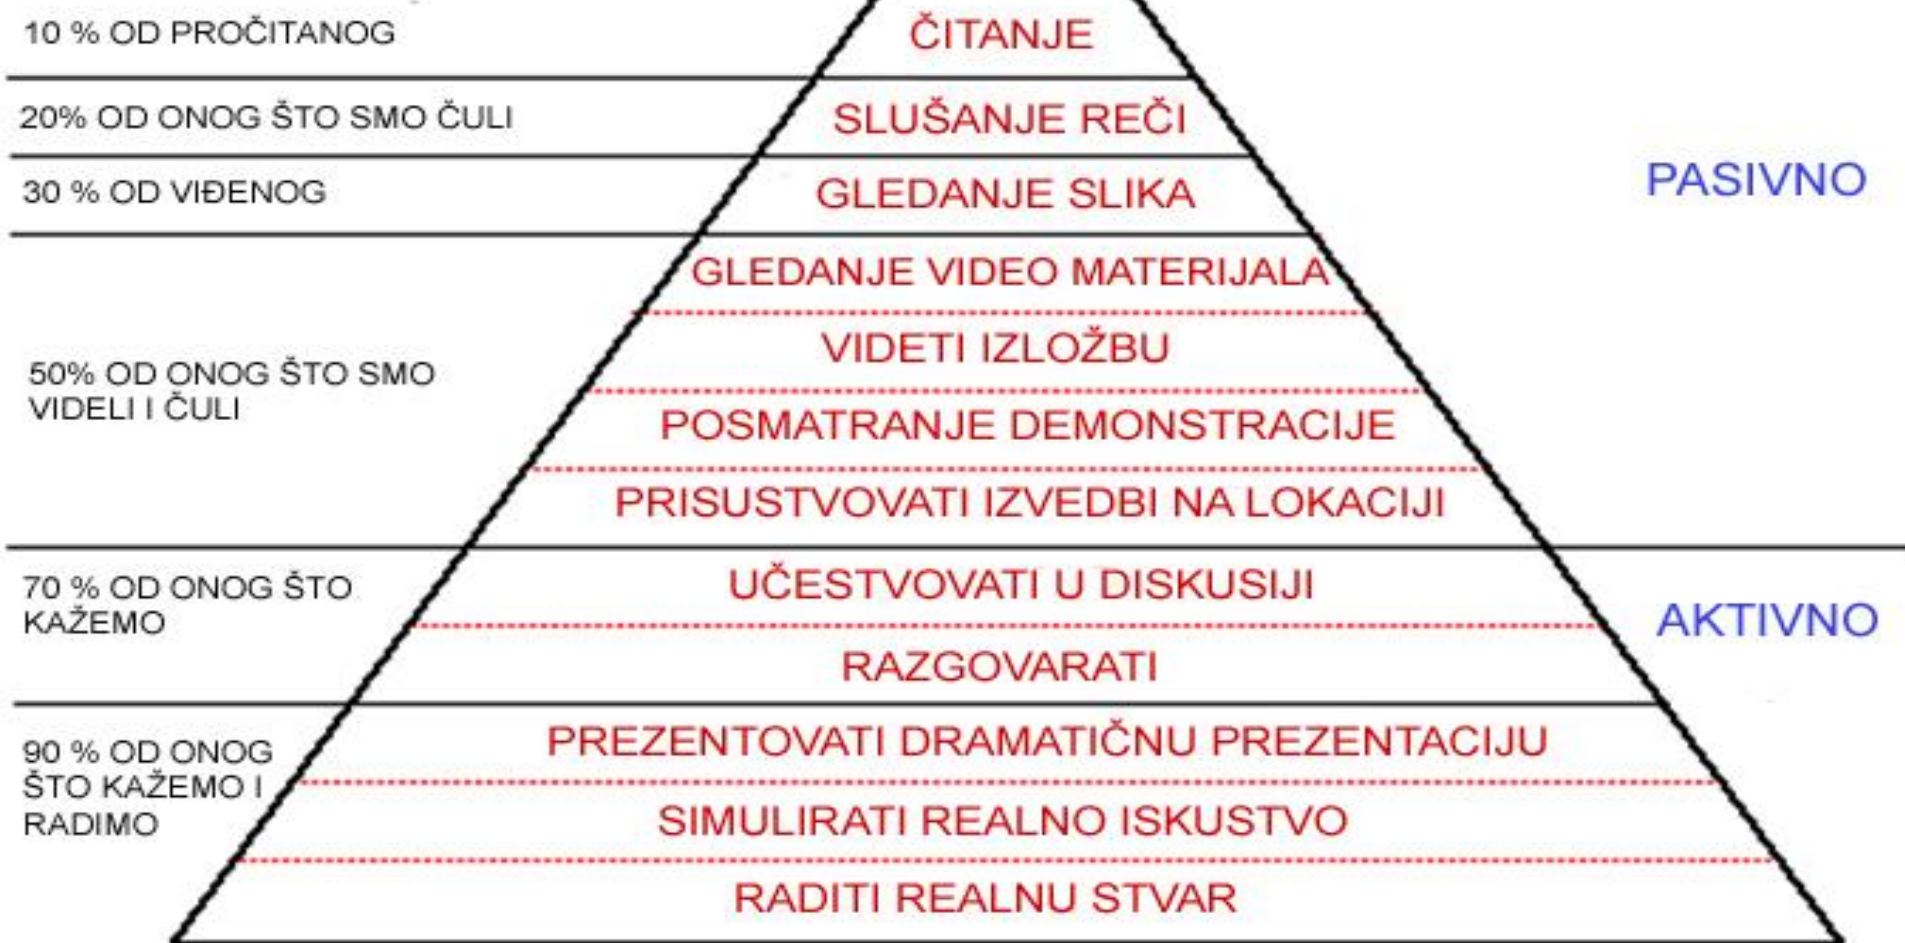 10 % OD PROČITANOG
ČITANJE
20% OD ONOG ŠTO SMO ČULI
SLUŠANJE REČI
30 % OD VIĐENOG
GLEDANJE SLIKA
PASIVNO
GLEDANJE VIDEO MATERIJALA
VIDETI IZLOŽBU
50% OD ONOG ŠTO SMO
VIDELI I ČULI
POSMATRANJE DEMONSTRACIJE
PRISUSTVOVATI IZVEDBI NA LOKACIJI
70 % OD ONOG ŠTO
KAŽEMO
UČESTVOVATI U DISKUSIJI
RAZGOVARATI
AKTIVNO
90 % OD ONOG
ŠTO KAŽEMO I
RADIMO
PREZENTOVATI DRAMATIČNU PREZENTACIJU
SIMULIRATI REALNO ISKUSTVO
RADITI REALNU STVAR